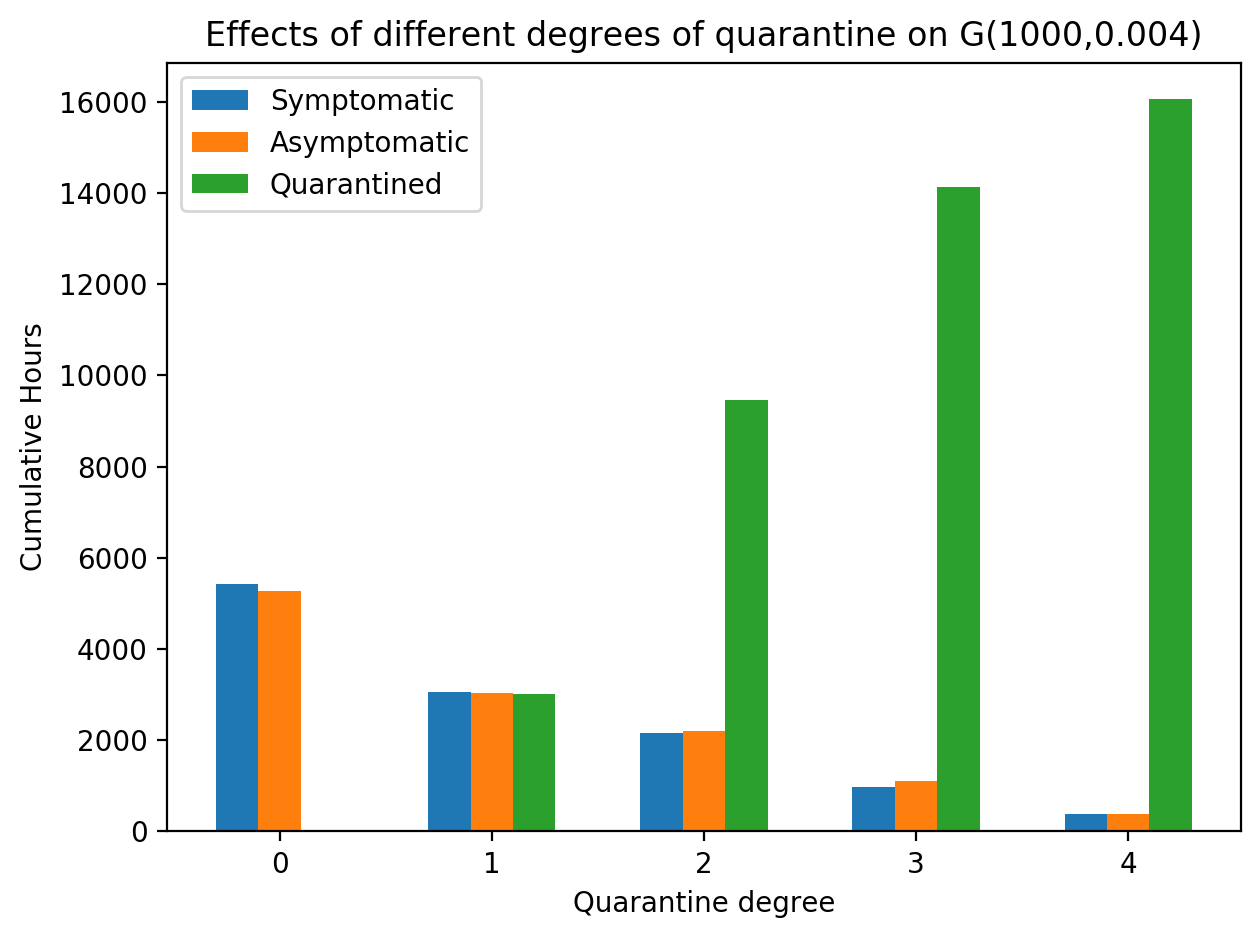 Effects of different degrees of quarantine on G(1000,0.004)
Symptomatic
Asymptomatic
Quarantined
16000
14000
12000
10000
8000
6000
4000
2000
0
Cumulative Hours
0 1 2 3 4
Quarantine degree